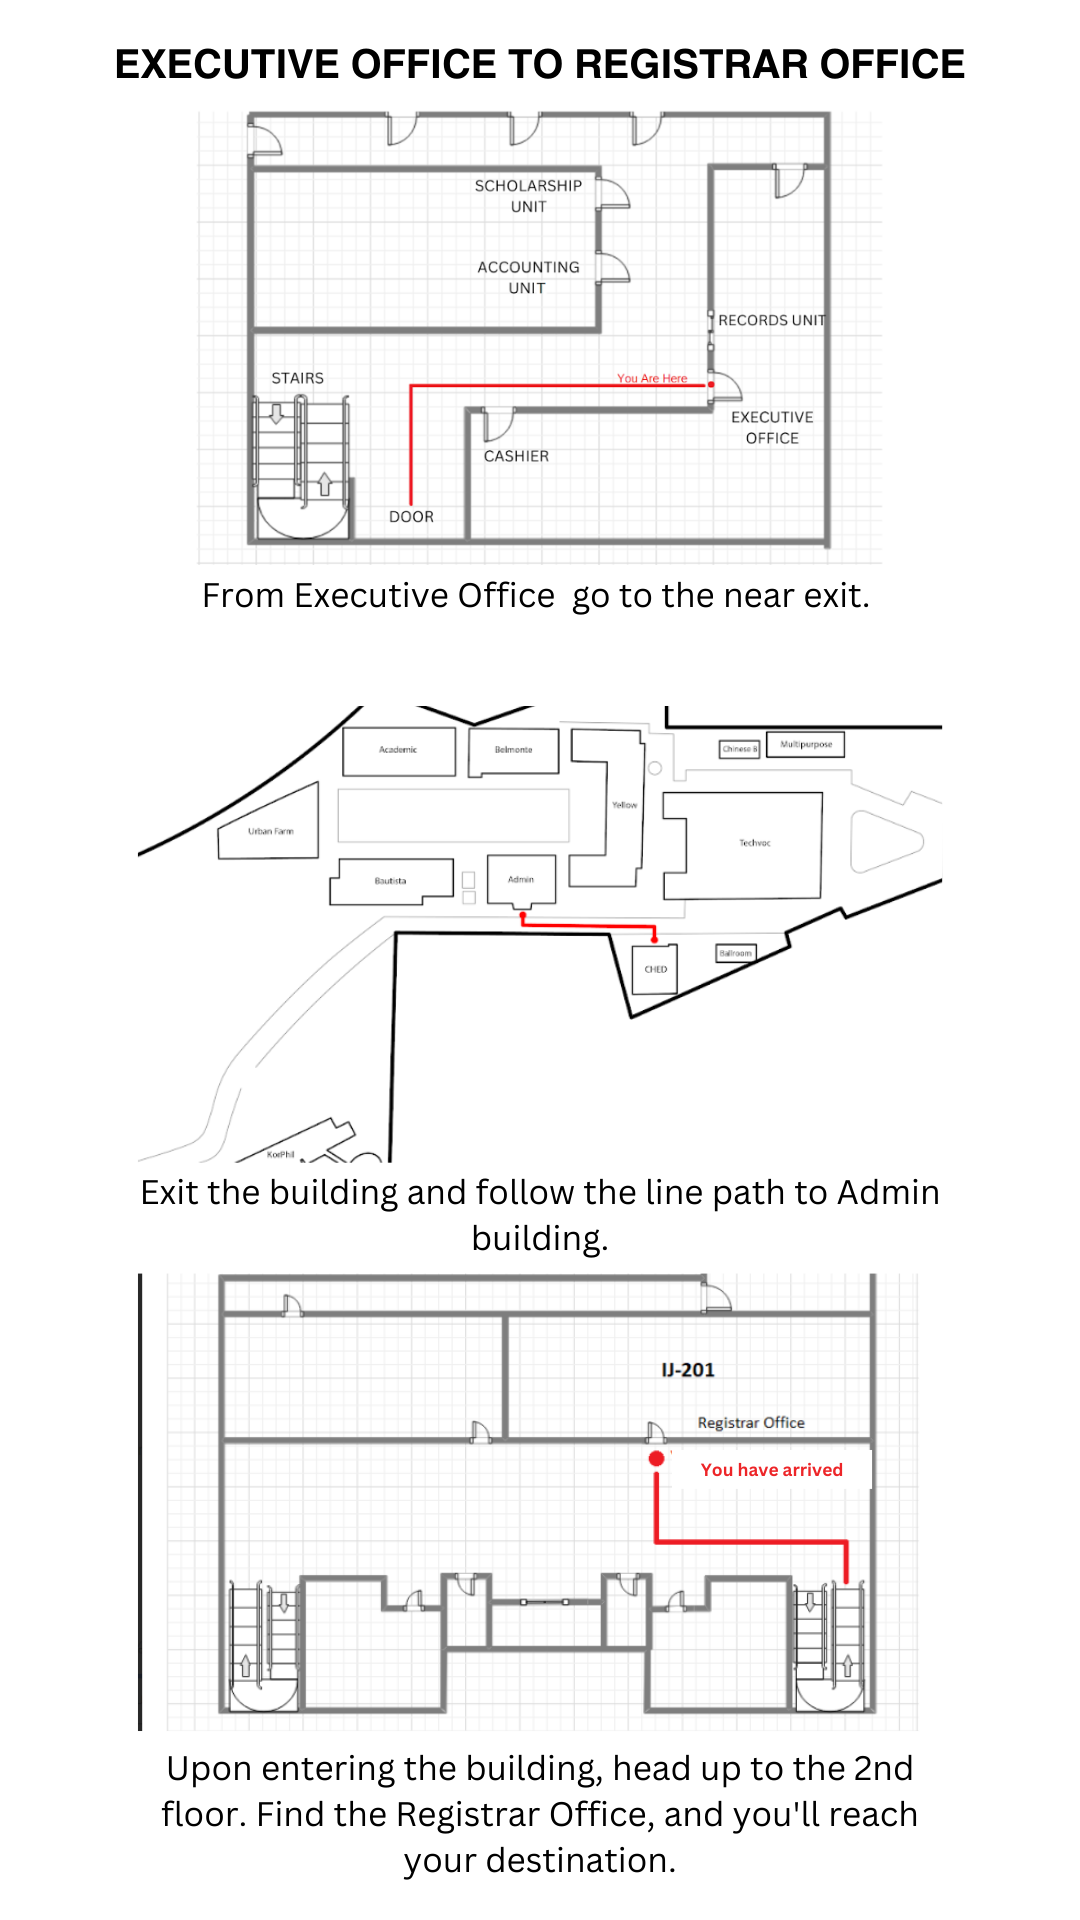 EXECUTIVE OFFICE TO REGISTRAR OFFICE
SCHOLARSHIP
UNIT
ACCOUNTING
UNIT
RECORDS UNIT
STAIRS
You Are Here
EXECUTIVE
OFFICE
CASHIER
DOOR
From Executive Office go to the near exit.
Academic
Belmonte
Chinese B
Multipurpose
Yellow
Urban Farm
Techvoc
Bautista
Admin
CHED
Ballroom
KorPhil
Exit the building and follow the line path to Admin
building.
IJ-201
Registrar Office
You have arrived
Upon entering the building, head up to the 2nd
floor. Find the Registrar Office, and you'll reach
your destination.